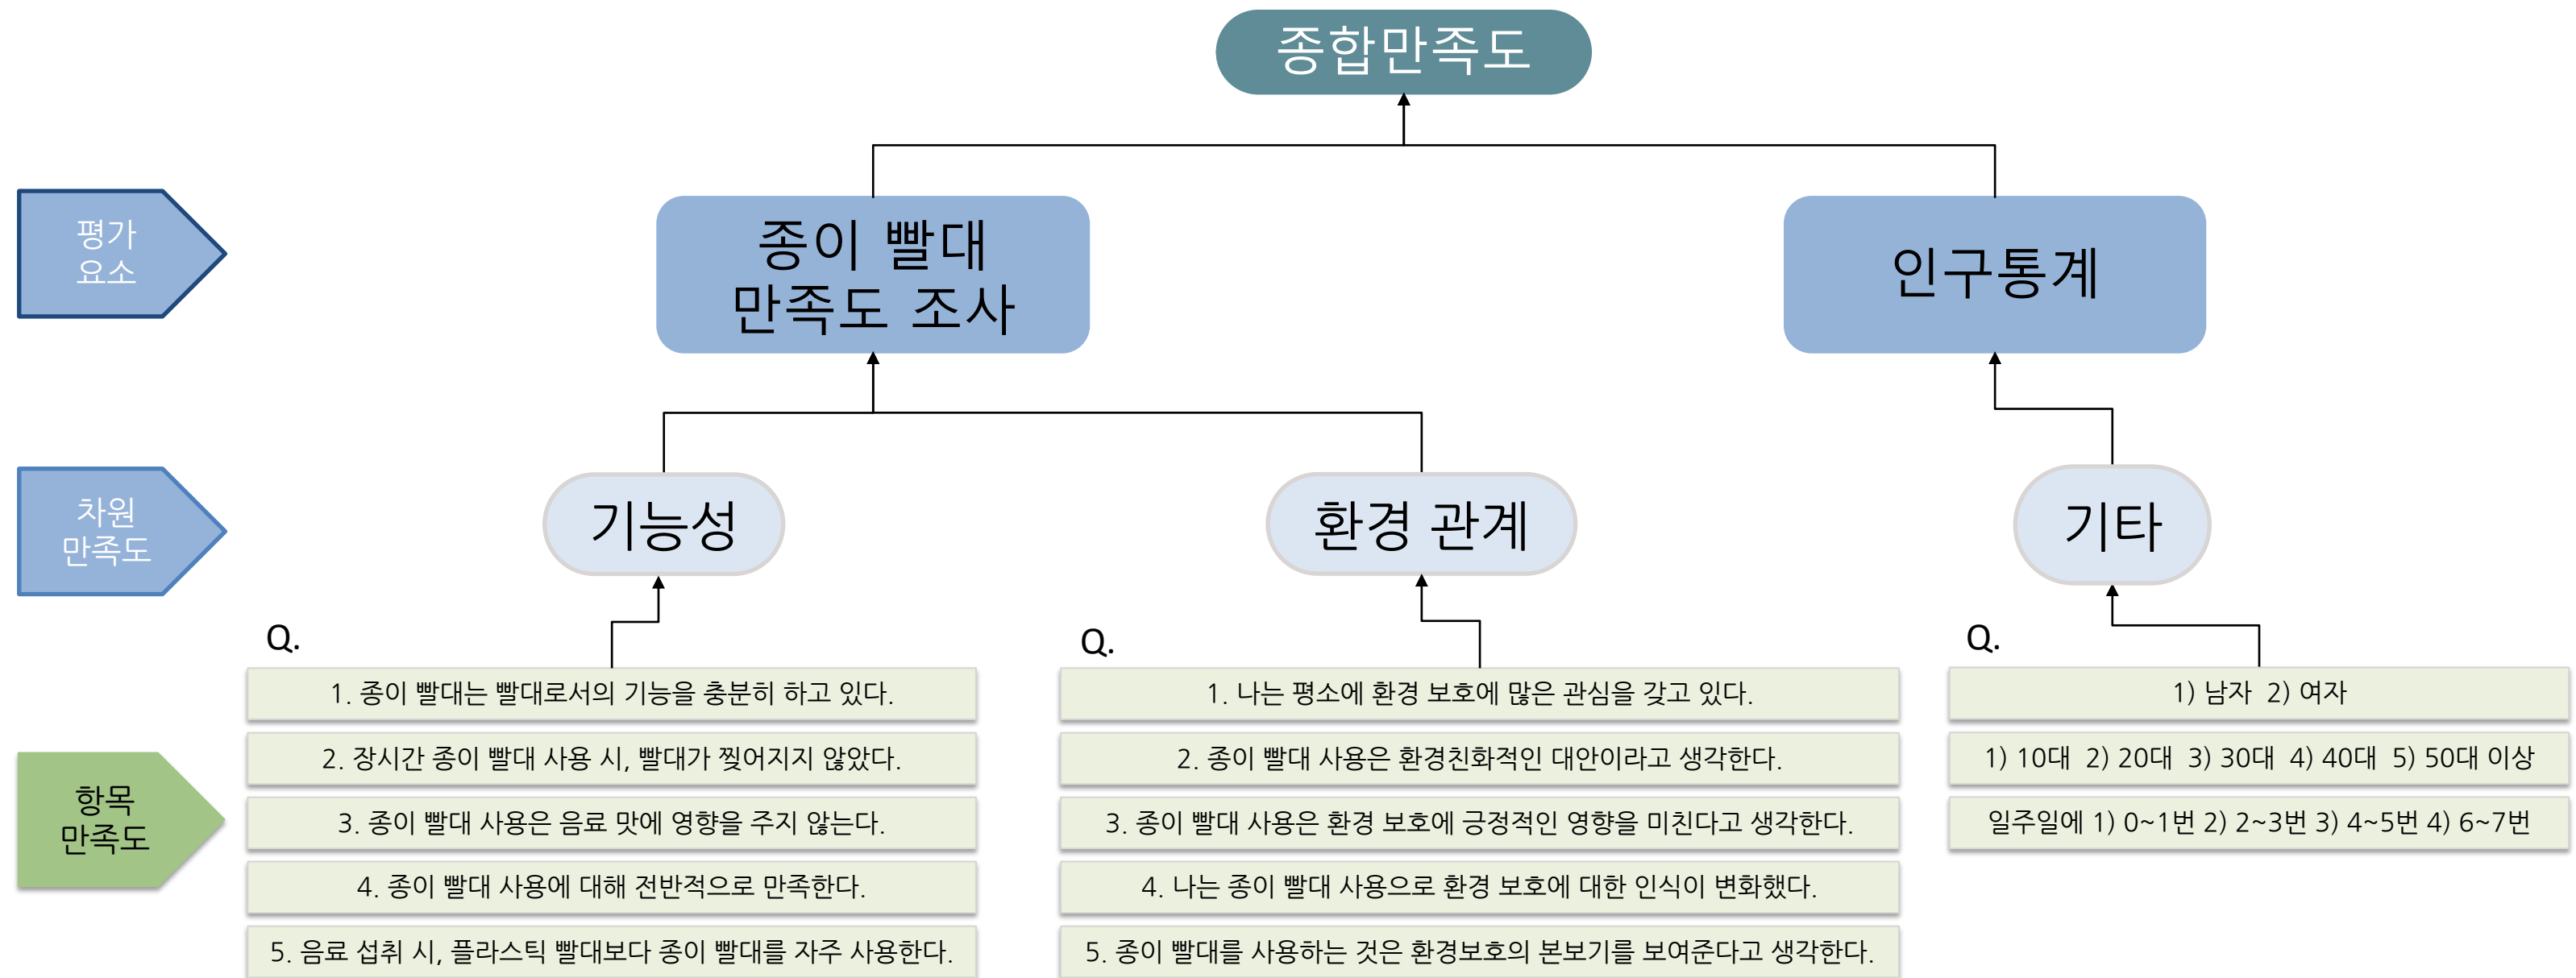 종합만족도
평가
요소
종이 빨대
만족도 조사
인구통계
차원
만족도
기능성
환경 관계
기타
항목
만족도
Q.
1. 종이 빨대는 빨대로서의 기능을 충분히 하고 있다.
2. 장시간 종이 빨대 사용 시, 빨대가 찢어지지 않았다.
3. 종이 빨대 사용은 음료 맛에 영향을 주지 않는다.
4. 종이 빨대 사용에 대해 전반적으로 만족한다.
5. 음료 섭취 시, 플라스틱 빨대보다 종이 빨대를 자주 사용한다.
Q.
1. 나는 평소에 환경 보호에 많은 관심을 갖고 있다.
2. 종이 빨대 사용은 환경친화적인 대안이라고 생각한다.
3. 종이 빨대 사용은 환경 보호에 긍정적인 영향을 미친다고 생각한다.
4. 나는 종이 빨대 사용으로 환경 보호에 대한 인식이 변화했다.
5. 종이 빨대를 사용하는 것은 환경보호의 본보기를 보여준다고 생각한다.
Q.
1) 남자 2) 여자
1) 10대 2) 20대 3) 30대 4) 40대 5) 50대 이상
일주일에 1) 0~1번 2) 2~3번 3) 4~5번 4) 6~7번